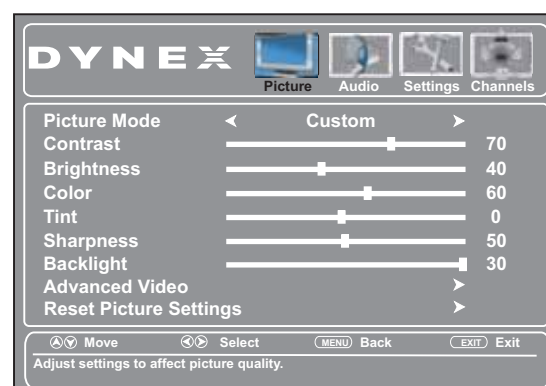 DYNEX
Picture Audio Settings Channels
Picture Mode Custom
Contrast 70
Brightness 40
Color 60
Tint 0
Sharpness 50
Backlight 30
Advanced Video
Reset Picture Settings
Move Select MENU Back EXIT Exit
Adjust settings to affect picture quality.